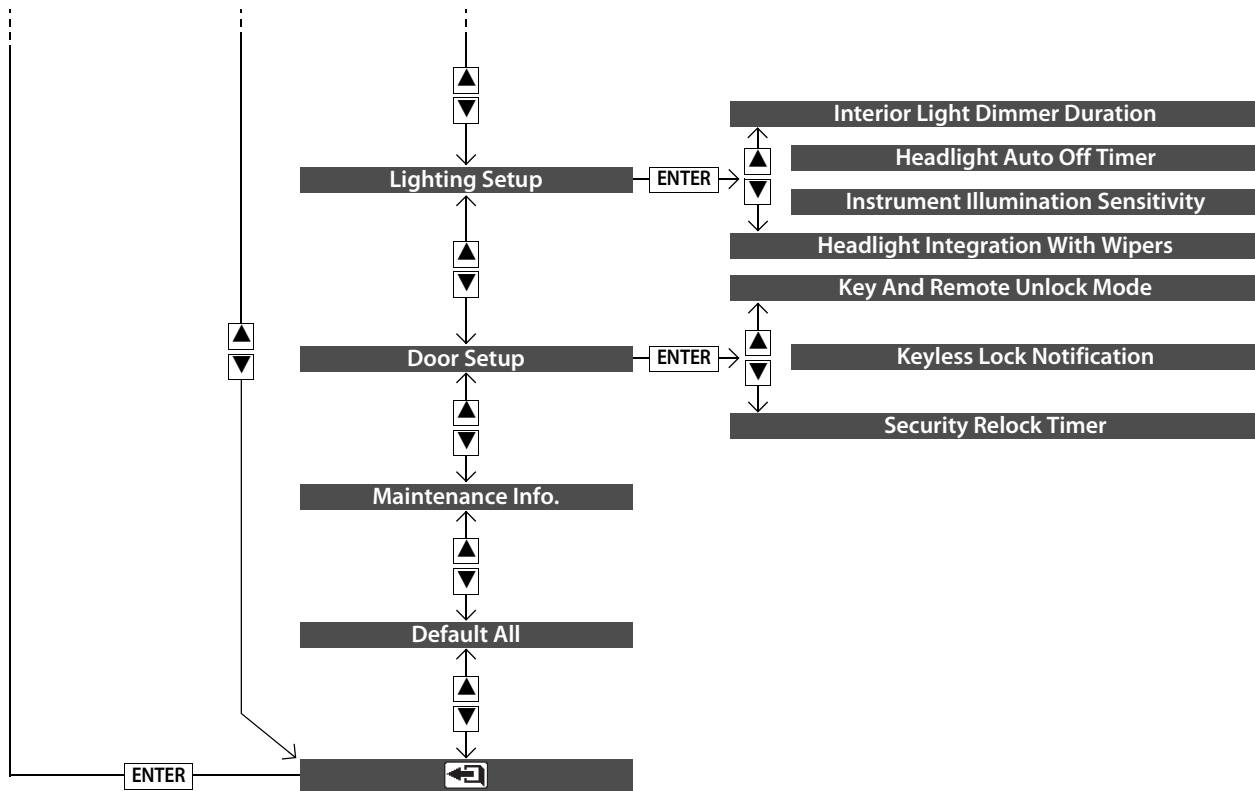 Interior Light Dimmer Duration
Headlight Auto Off Timer
Lighting Setup
ENTER
Instrument Illumination Sensitivity
Headlight Integration With Wipers
Key And Remote Unlock Mode
Door Setup
ENTER
Keyless Lock Notification
Security Relock Timer
Maintenance Info.
Default All
ENTER